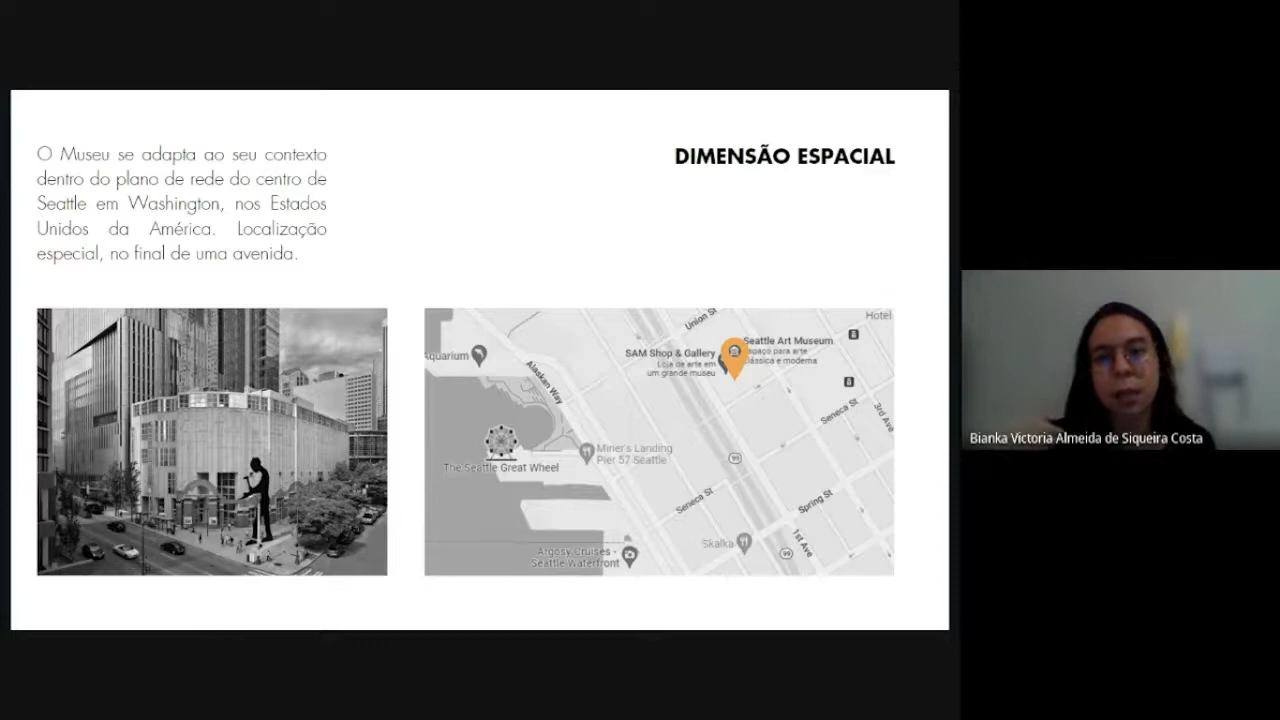 O Museu se adapta ao seu contexto
dentro do plano de rede do centro de
Seattle em Washington, nos Estados
Unidos da América. Localização
especial, no final de uma avenida.
DIMENSÃO ESPACIAL
Aquarium
Alaskan Way
The Seattle Great Wheel
Miner's Landing
Pier 57 Seattle
Argosy Cruises -
Seattle Waterfront
Union St
SAM Shop & Gallery
Loja de arte em
um grande museu
Seattle Art Museum
Espaço para arte
clássica e moderna
Hotel
Seneca St
3rd Ave
99
Seneca St
Spring St
1st Ave
Skalka
99
Bianka Victoria Almeida de Siqueira Costa